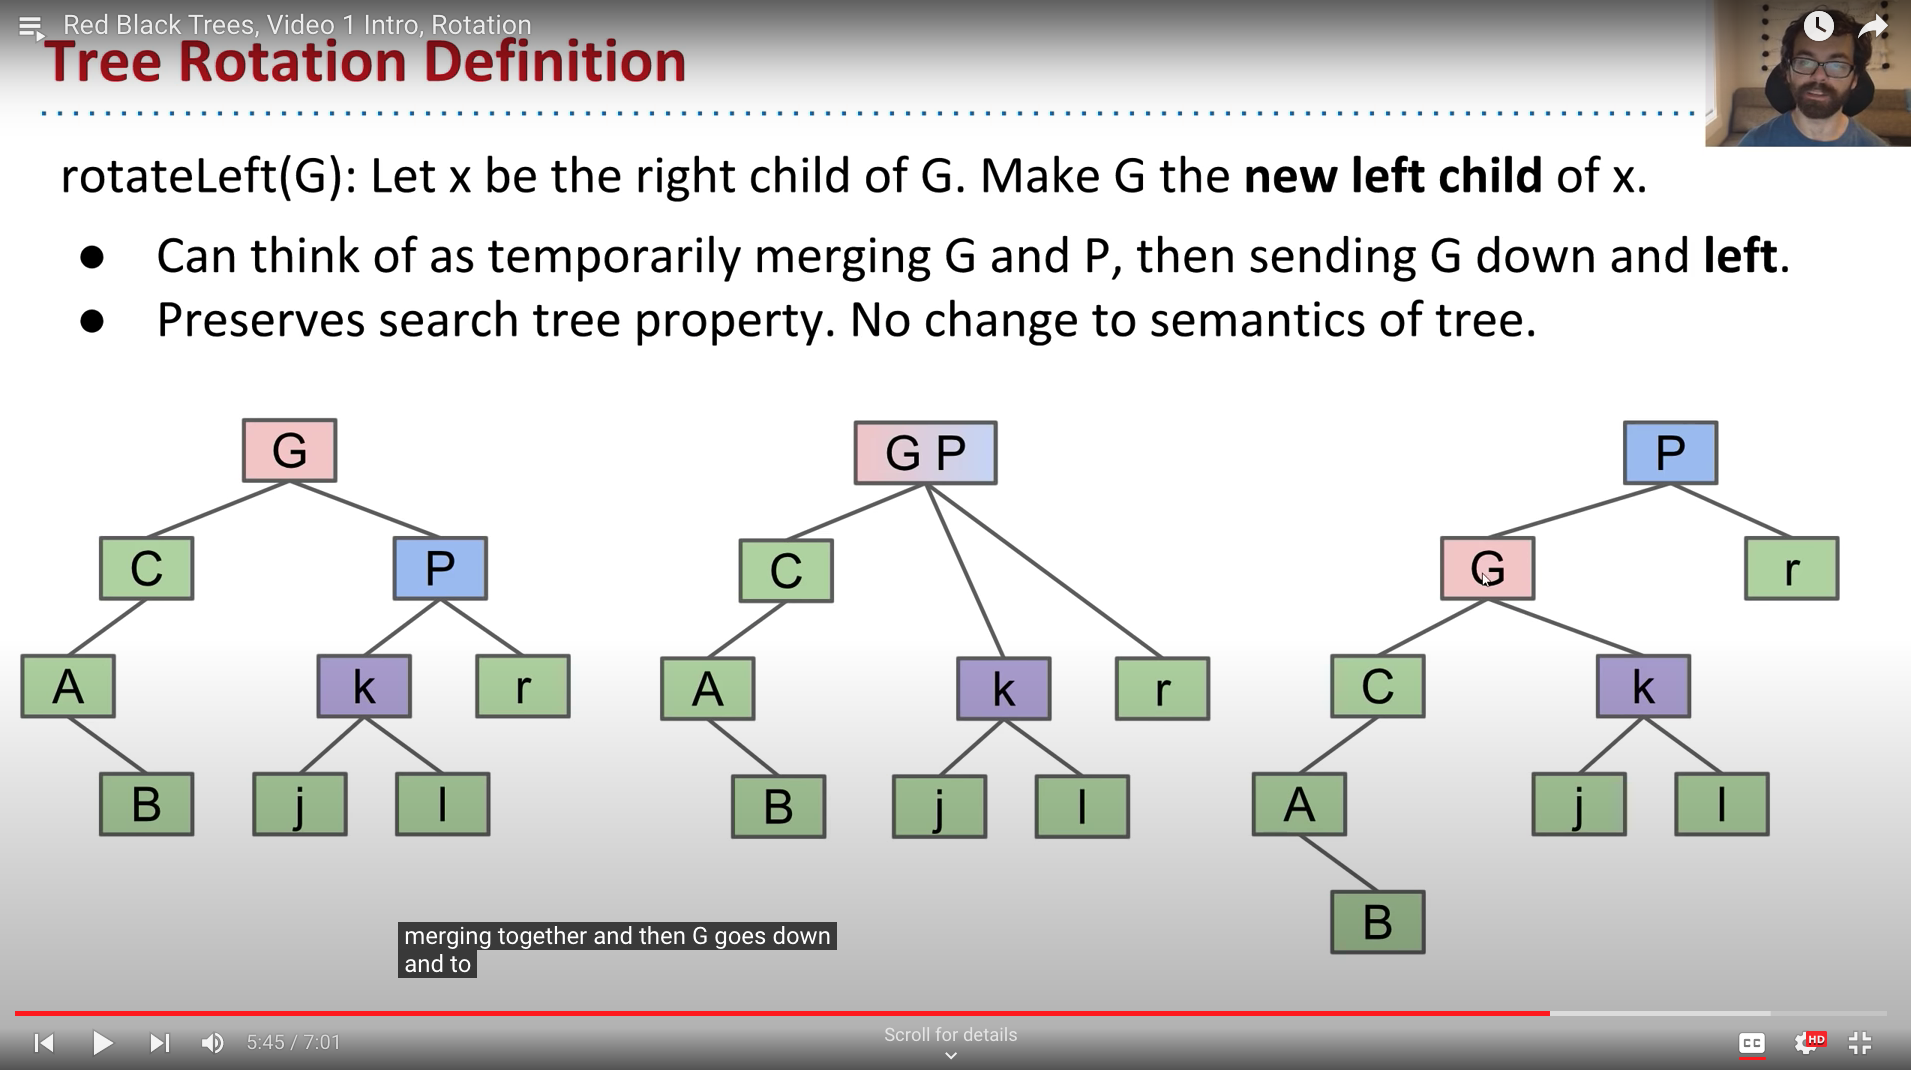 Red Black Trees, Video 1 Intro, Rotation
Tree Rotation Definition
rotateLeft(G): Let x be the right child of G. Make G the new left child of x.
● Can think of as temporarily merging G and P, then sending G down and left.
● Preserves search tree property. No change to semantics of tree.
G
C P
A k r
B j l
G P
C
A k r
B j l
P
G r
C k
A j l
B
merging together and then G goes down
and to
5:45 / 7:01
Scroll for details
CC
HD